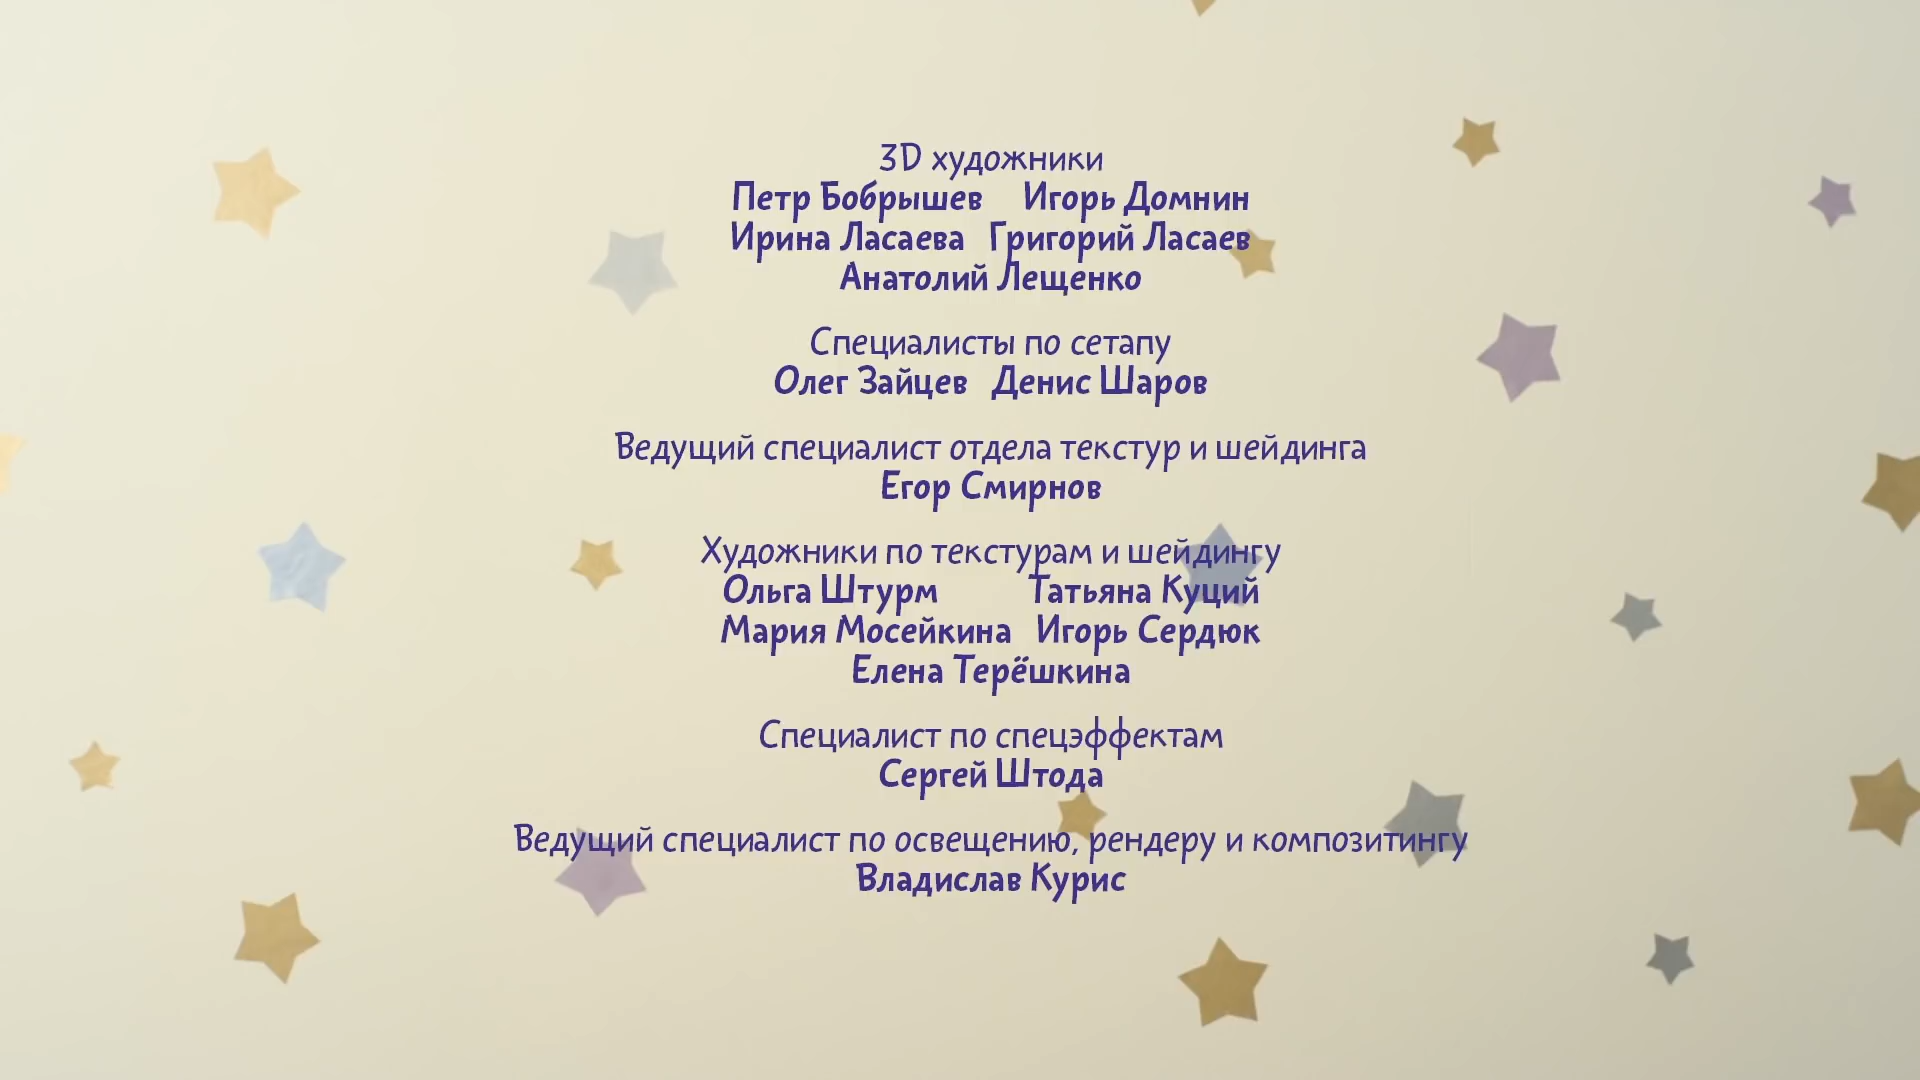 3D художники
Петр Бобрышев Игорь Домнин
Ирина Ласаева Григорий Ласаев
Анатолий Лещенко
Специалисты по сетапу
Олег Зайцев Денис Шаров
Ведущий специалист отдела текстур и шейдинга
Егор Смирнов
Художники по текстурам и шейдингу
Ольга Штурм Татьяна Куций
Мария Мосейкина Игорь Сердюк
Елена Терёшкина
Специалист по спецэффектам
Сергей Штода
Ведущий специалист по освещению, рендеру и композитингу
Владислав Курис